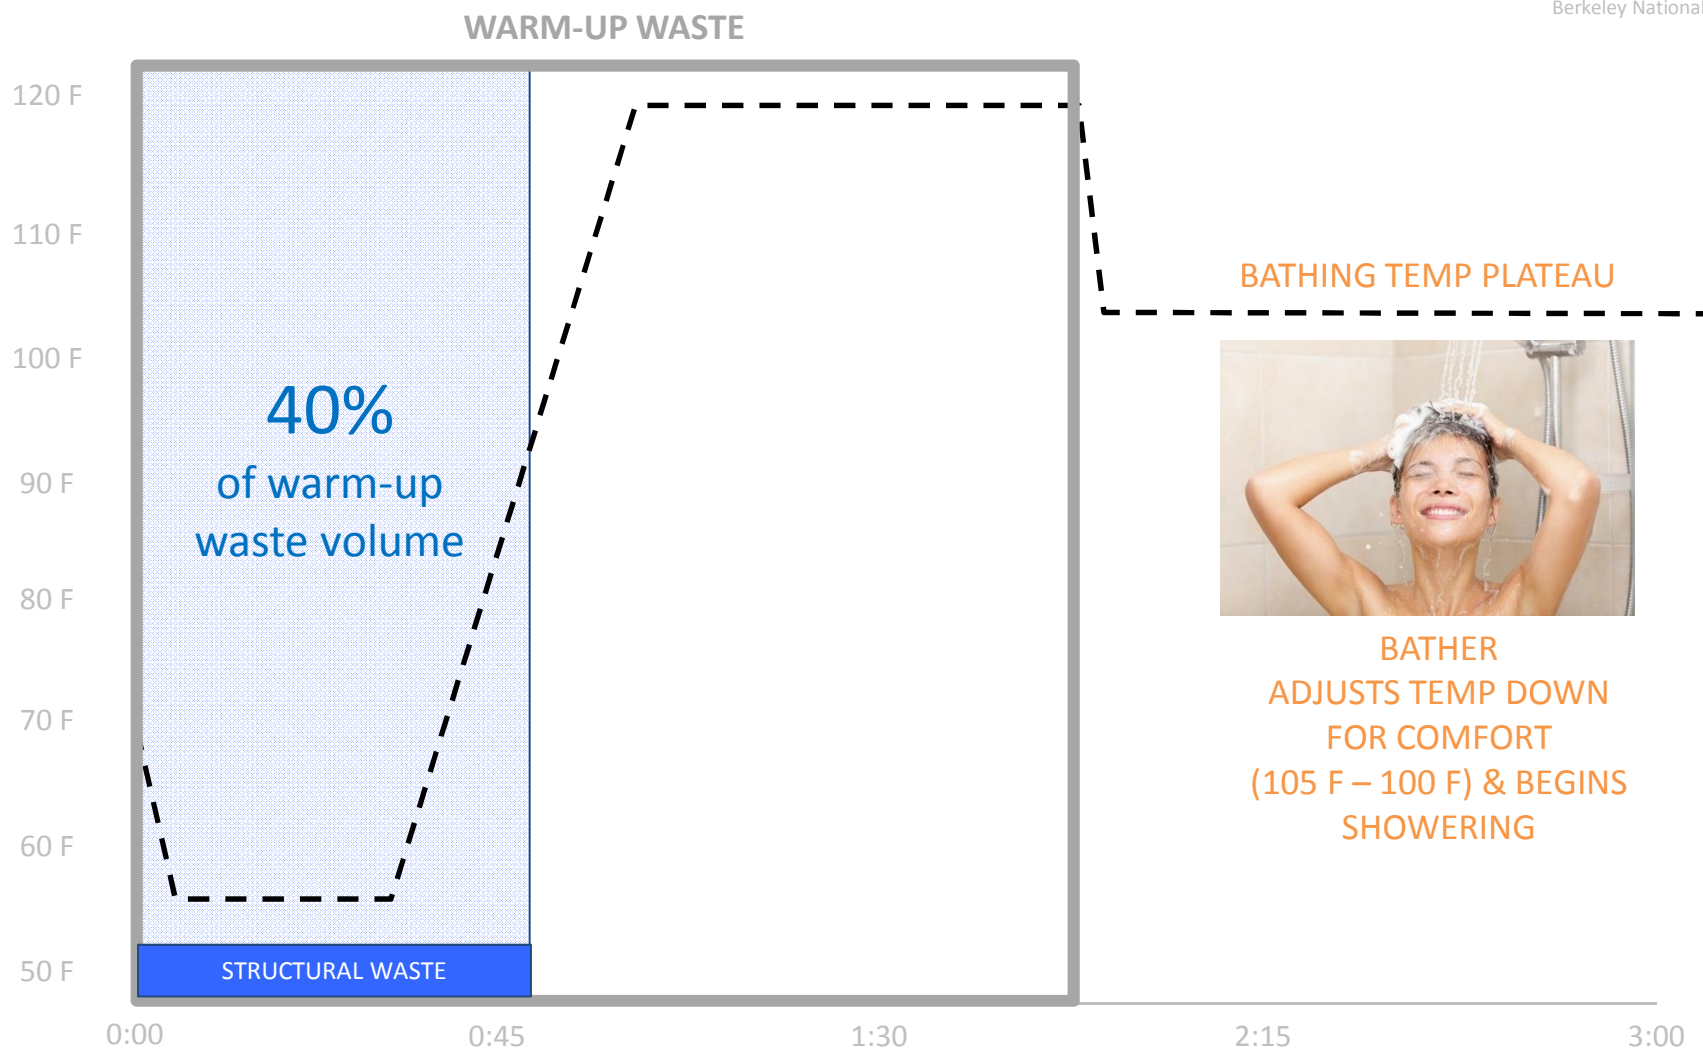 Berkeley National
WARM-UP WASTE
120 F
110 F
100 F
90 F
80 F
70 F
60 F
50 F
40%
of warm-up
waste volume
STRUCTURAL WASTE
BATHING TEMP PLATEAU
BATHER
ADJUSTS TEMP DOWN
FOR COMFORT
(105 F – 100 F) & BEGINS
SHOWERING
0:00
0:45
1:30
2:15
3:00